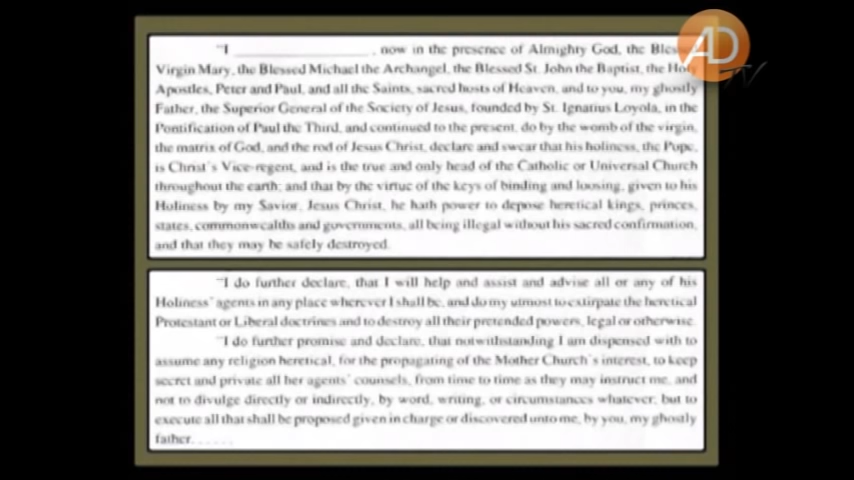 "I ____________________, now in the presence of Almighty God, the Blessed
Virgin Mary, the Blessed Michael the Archangel, the Blessed St. John the Baptist, the Holy
Apostles, Peter and Paul, and all the Saints, sacred hosts of Heaven, and to you, my ghostly
Father, the Superior General of the Society of Jesus, founded by St. Ignatius Loyola, in the
Pontification of Paul the Third, and continued to the present, do by the womb of the virgin,
the matrix of God, and the rod of Jesus Christ, declare and swear that his holiness, the Pope,
is Christ's Vice-regent, and is the true and only head of the Catholic or Universal Church
throughout the earth; and that by the virtue of the keys of binding and loosing, given to his
Holiness by my Savior, Jesus Christ, he hath power to depose heretical kings, princes,
states, commonwealths and governments, all being illegal without his sacred confirmation,
and that they may be safely destroyed.
"I do further declare, that I will help and assist and advise all or any of his
Holiness' agents in any place wherever I shall be, and do my utmost to extirpate the heretical
Protestant or Liberal doctrines and to destroy all their pretended powers, legal or otherwise.
"I do further promise and declare, that notwithstanding I am dispensed with to
assume any religion heretical, for the propagating of the Mother Church's interest, to keep
secret and private all her agents' counsels, from time to time as they may instruct me, and
not to divulge directly or indirectly, by word, writing, or circumstances whatever; but to
execute all that shall be proposed given in charge or discovered unto me, by you, my ghostly
father......
AD
TV